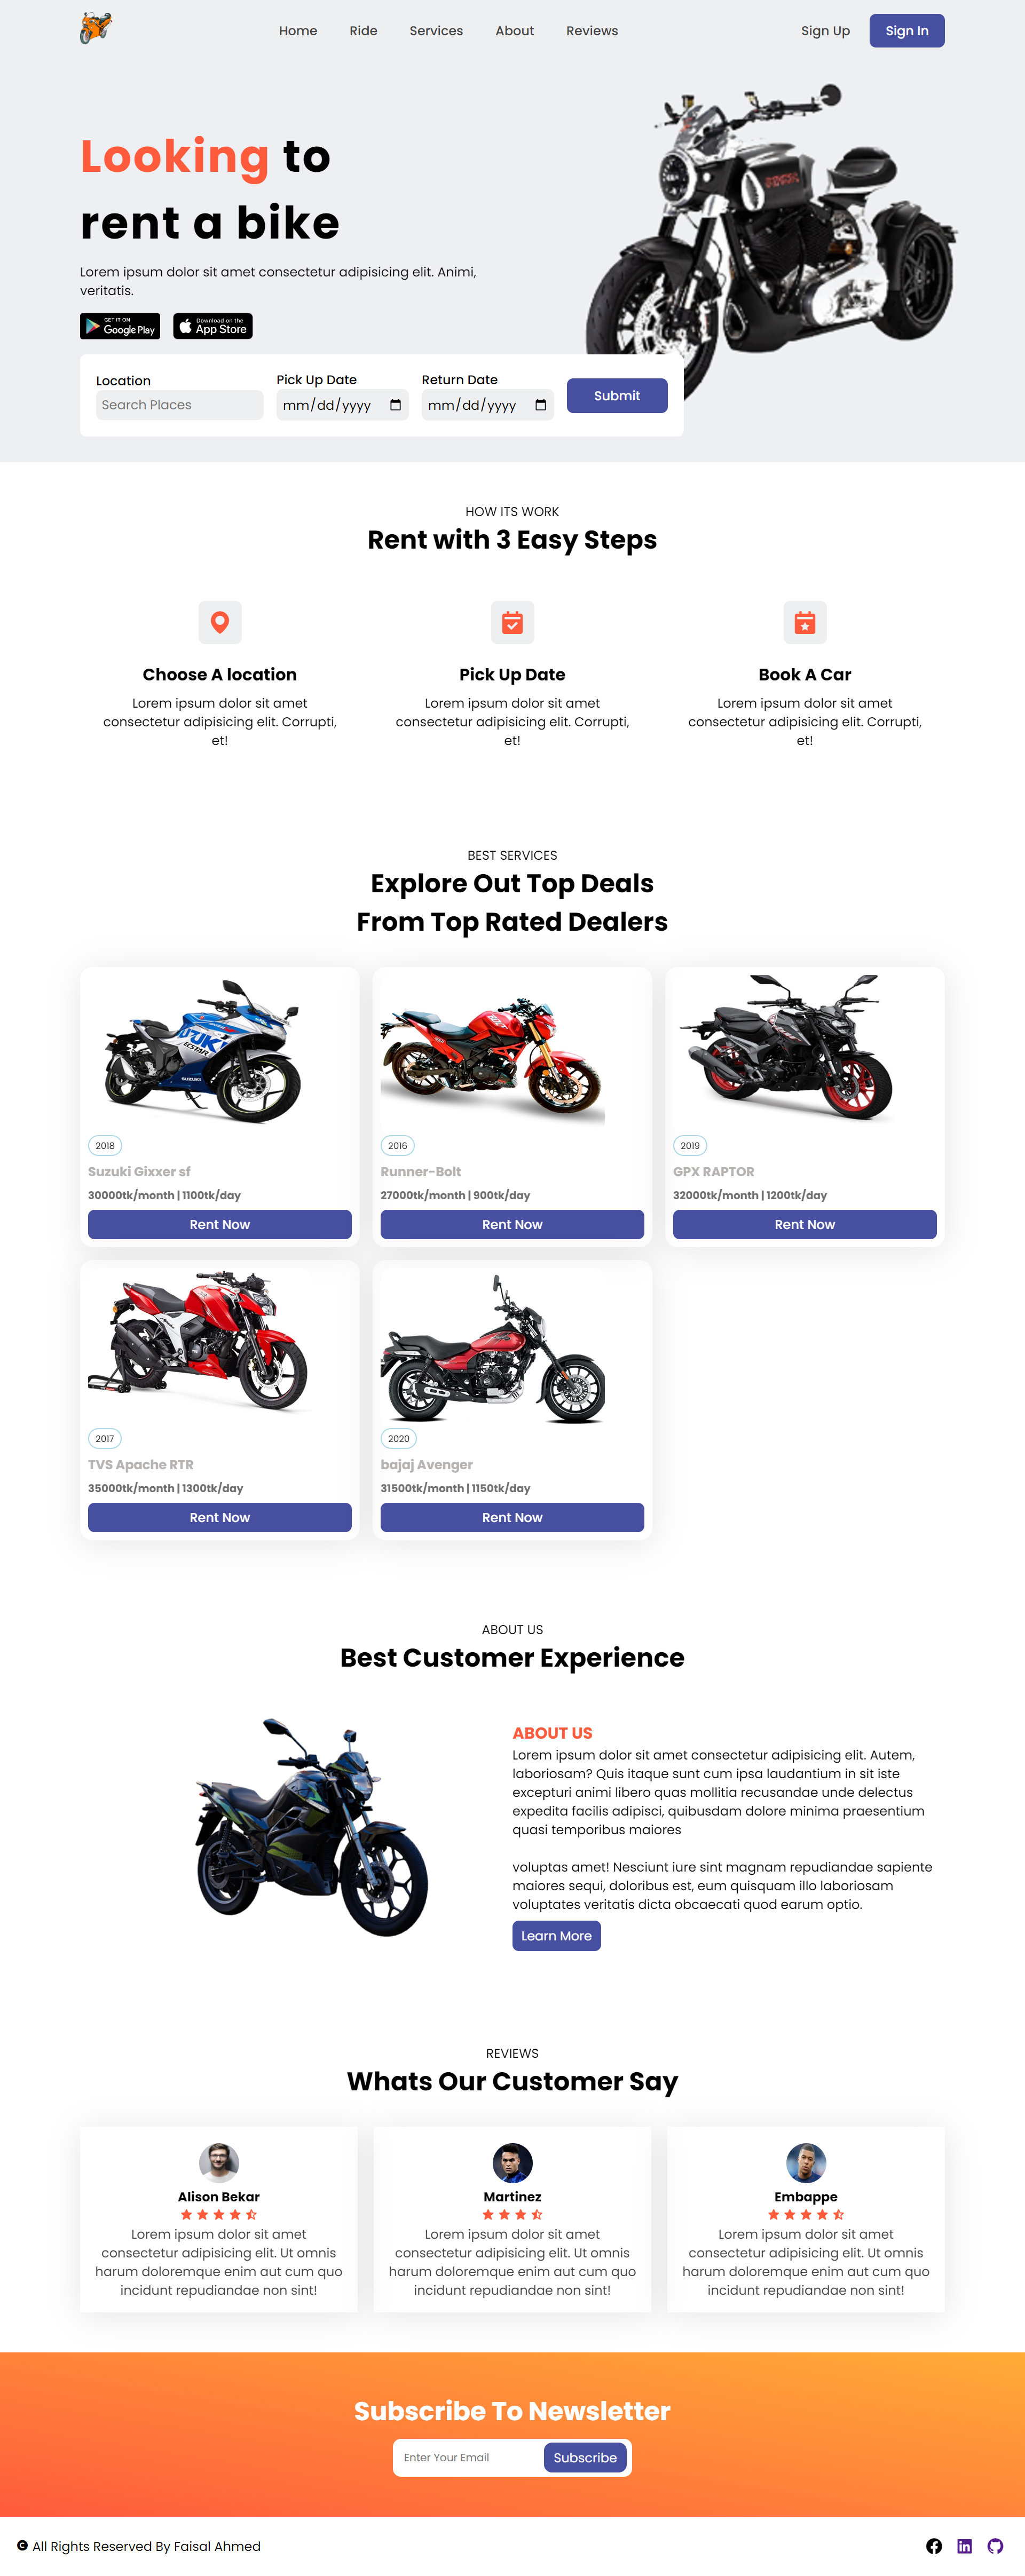 Home Ride Services About Reviews Sign Up Sign In
Looking to
rent a bike
Lorem ipsum dolor sit amet consectetur adipisicing elit. Animi,
veritatis.
GET IT ON
Google Play
Download on the
App Store
Location
Search Places
Pick Up Date
mm/dd/yyyy
Return Date
mm/dd/yyyy
Submit
HOW ITS WORK
Rent with 3 Easy Steps
Choose A location
Lorem ipsum dolor sit amet
consectetur adipisicing elit. Corrupti,
et!
Pick Up Date
Lorem ipsum dolor sit amet
consectetur adipisicing elit. Corrupti,
et!
Book A Car
Lorem ipsum dolor sit amet
consectetur adipisicing elit. Corrupti,
et!
BEST SERVICES
Explore Out Top Deals
From Top Rated Dealers
SUZUKI
2018
Suzuki Gixxer sf
30000tk/month | 1100tk/day
Rent Now
2016
Runner-Bolt
27000tk/month | 900tk/day
Rent Now
2019
GPX RAPTOR
32000tk/month | 1200tk/day
Rent Now
2017
TVS Apache RTR
35000tk/month | 1300tk/day
Rent Now
2020
bajaj Avenger
31500tk/month | 1150tk/day
Rent Now
ABOUT US
Best Customer Experience
ABOUT US
Lorem ipsum dolor sit amet consectetur adipisicing elit. Autem,
laboriosam? Quis itaque sunt cum ipsa laudantium in sit iste
excepturi animi libero quas mollitia recusandae unde delectus
expedita facilis adipisci, quibusdam dolore minima praesentium
quasi temporibus maiores
voluptas amet! Nesciunt iure sint magnam repudiandae sapiente
maiores sequi, doloribus est, eum quisquam illo laboriosam
voluptates veritatis dicta obcaecati quod earum optio.
Learn More
REVIEWS
Whats Our Customer Say
Alison Bekar
Lorem ipsum dolor sit amet
consectetur adipisicing elit. Ut omnis
harum doloremque enim aut cum quo
incidunt repudiandae non sint!
Martinez
Lorem ipsum dolor sit amet
consectetur adipisicing elit. Ut omnis
harum doloremque enim aut cum quo
incidunt repudiandae non sint!
Embappe
Lorem ipsum dolor sit amet
consectetur adipisicing elit. Ut omnis
harum doloremque enim aut cum quo
incidunt repudiandae non sint!
Subscribe To Newsletter
Enter Your Email
Subscribe
All Rights Reserved By Faisal Ahmed